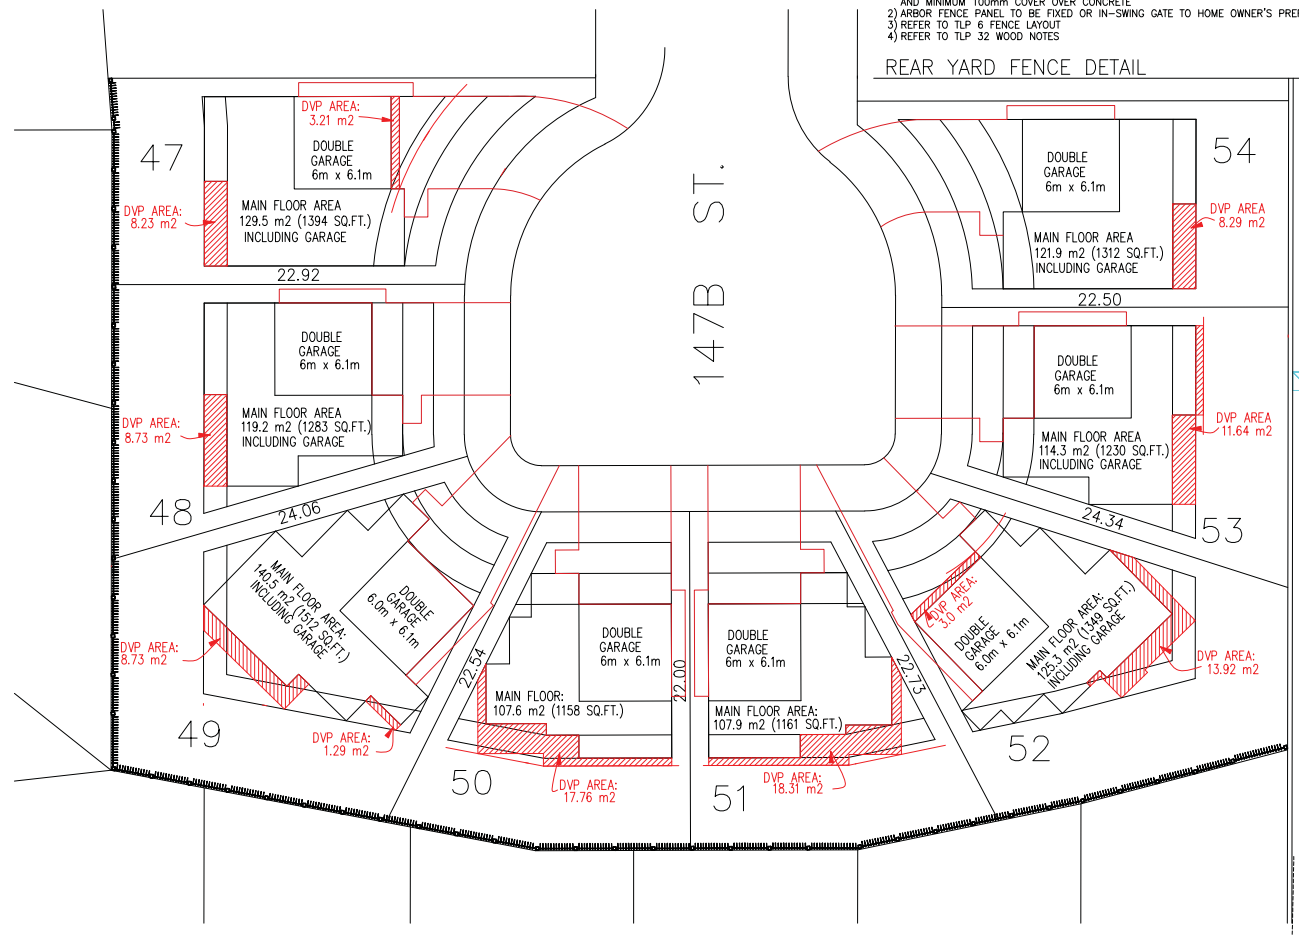 AND MINIMUM 100mm COVER OVER CONCRETE
2) ARBOR FENCE PANEL TO BE FIXED OR IN-SWING GATE TO HOME OWNER'S
3) REFER TO TLP 6 FENCE LAYOUT
4) REFER TO TLP 32 WOOD NOTES
REAR YARD FENCE DETAIL
147B ST.
47
DVP AREA:
3.21 m2
DOUBLE
GARAGE
6m x 6.1m
DVP AREA:
8.23 m2
MAIN FLOOR AREA
129.5 m2 (1394 SQ.FT.)
INCLUDING GARAGE
22.92
54
DOUBLE
GARAGE
6m x 6.1m
DVP AREA
8.29 m2
MAIN FLOOR AREA
121.9 m2 (1312 SQ.FT.)
INCLUDING GARAGE
22.50
DOUBLE
GARAGE
6m x 6.1m
MAIN FLOOR AREA
119.2 m2 (1283 SQ.FT.)
INCLUDING GARAGE
DVP AREA:
8.73 m2
48
24.06
DOUBLE
GARAGE
6m x 6.1m
DVP AREA
11.64 m2
MAIN FLOOR AREA
114.3 m2 (1230 SQ.FT.)
INCLUDING GARAGE
53
24.34
MAIN FLOOR AREA:
140.5 m2 (1512 SQ.FT.)
INCLUDING GARAGE
DOUBLE
GARAGE
6.0m x 6.1m
DVP AREA:
8.73 m2
49
DVP AREA:
1.29 m2
22.54
DOUBLE
GARAGE
6m x 6.1m
MAIN FLOOR:
107.6 m2 (1158 SQ.FT.)
22.00
50
DVP AREA:
17.76 m2
DOUBLE
GARAGE
6m x 6.1m
MAIN FLOOR AREA:
107.9 m2 (1161 SQ.FT.)
22.73
51
DVP AREA:
18.31 m2
DVP AREA:
3.0 m2
DOUBLE
GARAGE
6.0m x 6.1m
MAIN FLOOR AREA:
125.3 m2 (1349 SQ.FT.)
INCLUDING GARAGE
DVP AREA:
13.92 m2
52